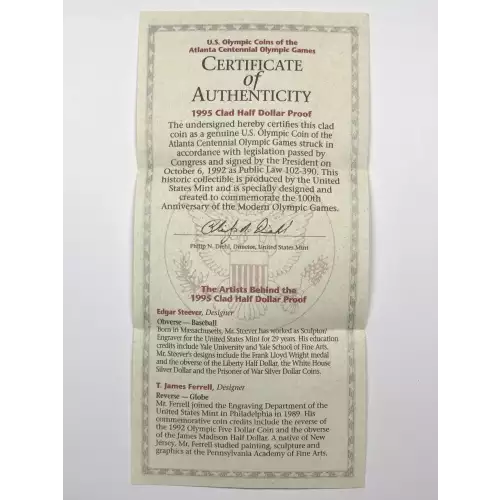 U.S. Olympic Coins of the
Atlanta Centennial Olympic Games
CERTIFICATE
of
AUTHENTICITY
1995 Clad Half Dollar Proof
The undersigned hereby certifies this clad
coin as a genuine U.S. Olympic Coin of the
Atlanta Centennial Olympic Games struck in
accordance with legislation passed by
Congress and signed by the President on
October 6, 1992 as Public Law 102-390. This
historic collectible is produced by the United
States Mint and is specially designed and
created to commemorate the 100th
Anniversary of the Modern Olympic Games.
Philip N. Diehl
Philip N. Diehl, Director, United States Mint
The Artists Behind the
1995 Clad Half Dollar Proof
Edgar Steever, Designer
Obverse — Baseball
Born in Massachusetts, Mr. Steever has worked as Sculptor/
Engraver for the United States Mint for 29 years. His education
credits include Yale University and Yale School of Fine Arts.
Mr. Steever's designs include the Frank Lloyd Wright medal
and the obverse of the Liberty Half Dollar, the White House
Silver Dollar and the Prisoner of War Silver Dollar Coins.
T. James Ferrell, Designer
Reverse — Globe
Mr. Ferrell joined the Engraving Department of the
United States Mint in Philadelphia in 1989. His
commemorative coin credits include the reverse of
the 1992 Olympic Five Dollar Coin and the obverse
of the James Madison Half Dollar. A native of New
Jersey, Mr. Ferrell studied painting, sculpture and
graphics at the Pennsylvania Academy of Fine Arts.